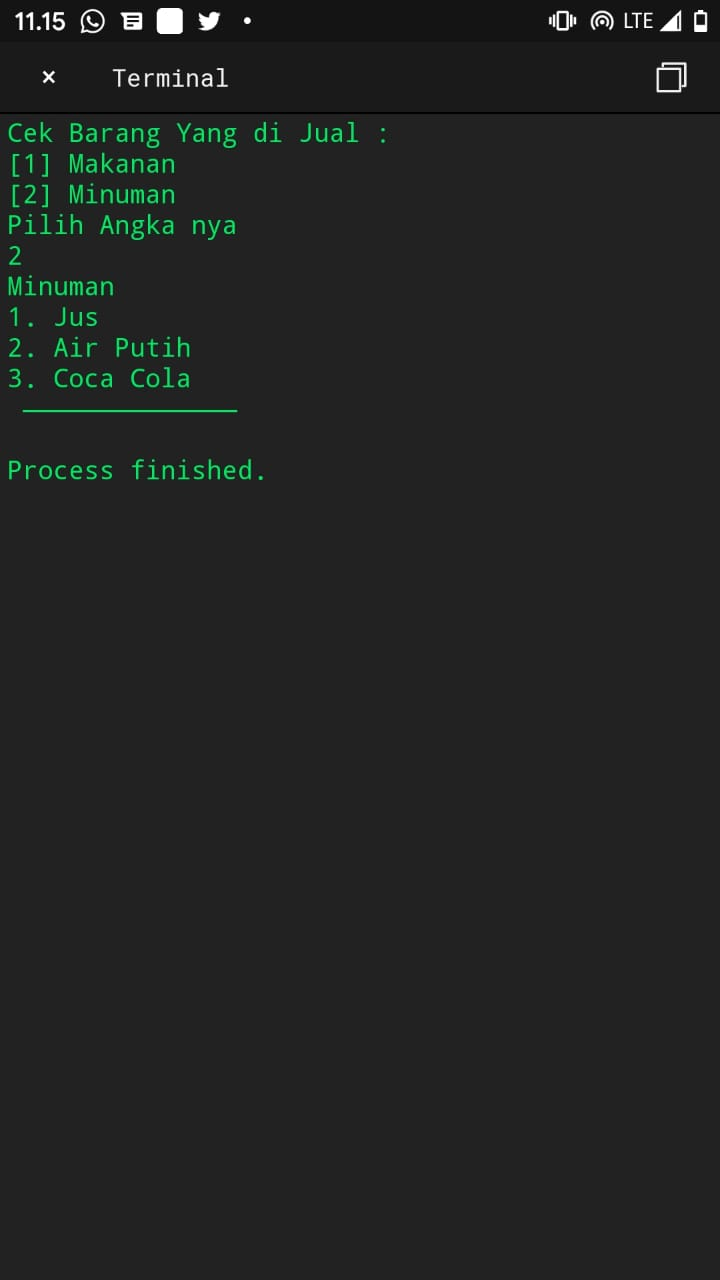 11.15 LTE
× Terminal
Cek Barang Yang di Jual :
[1] Makanan
[2] Minuman
Pilih Angka nya
2
Minuman
1. Jus
2. Air Putih
3. Coca Cola
______________
Process finished.